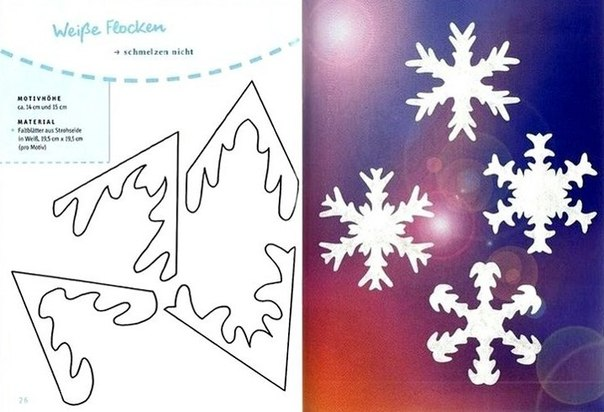 Weiße Flocken
→ schmelzen nicht
MOTIVHÖHE
ca. 14 cm und 15 cm
MATERIAL
* Faltblätter aus Strohseide
in Weiß, 19,5 cm x 19,5 cm
(pro Motiv)
26